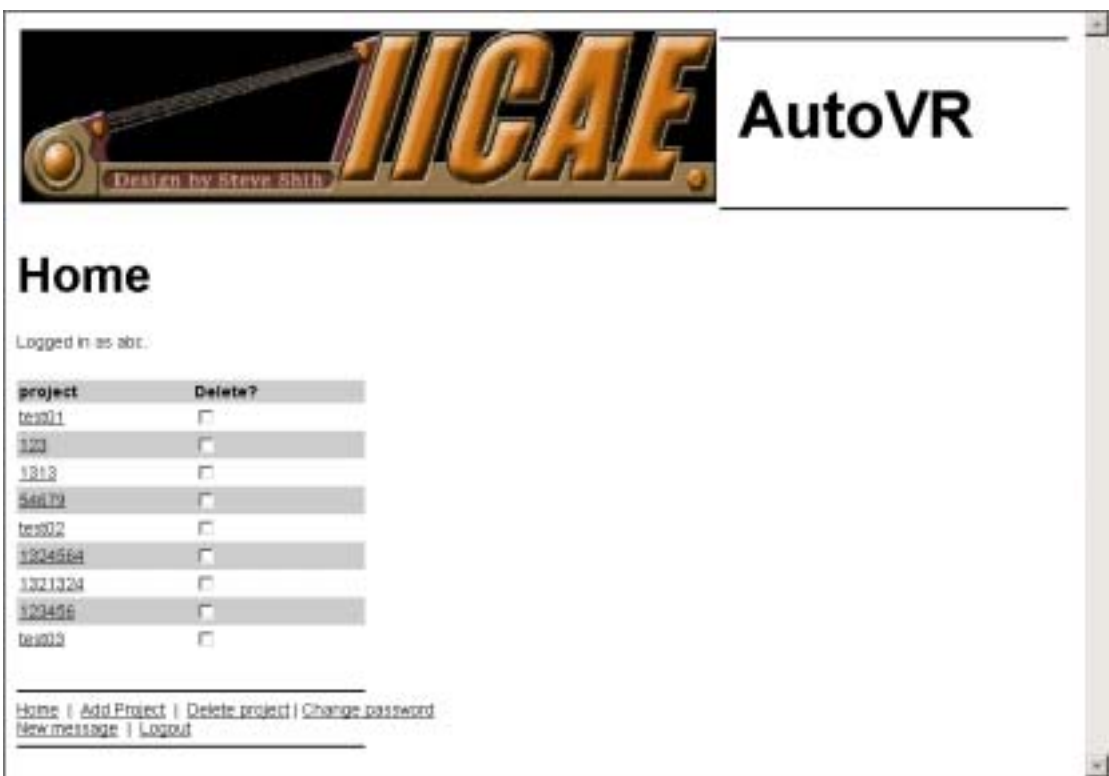 IICAE.
Design by Steve Shih
AutoVR
Home
Logged in as abc.
project Delete?
test01
123
1313
54679
test02
1324564
1321324
123456
test03
Home | Add Project | Delete project | Change password
New message | Logout